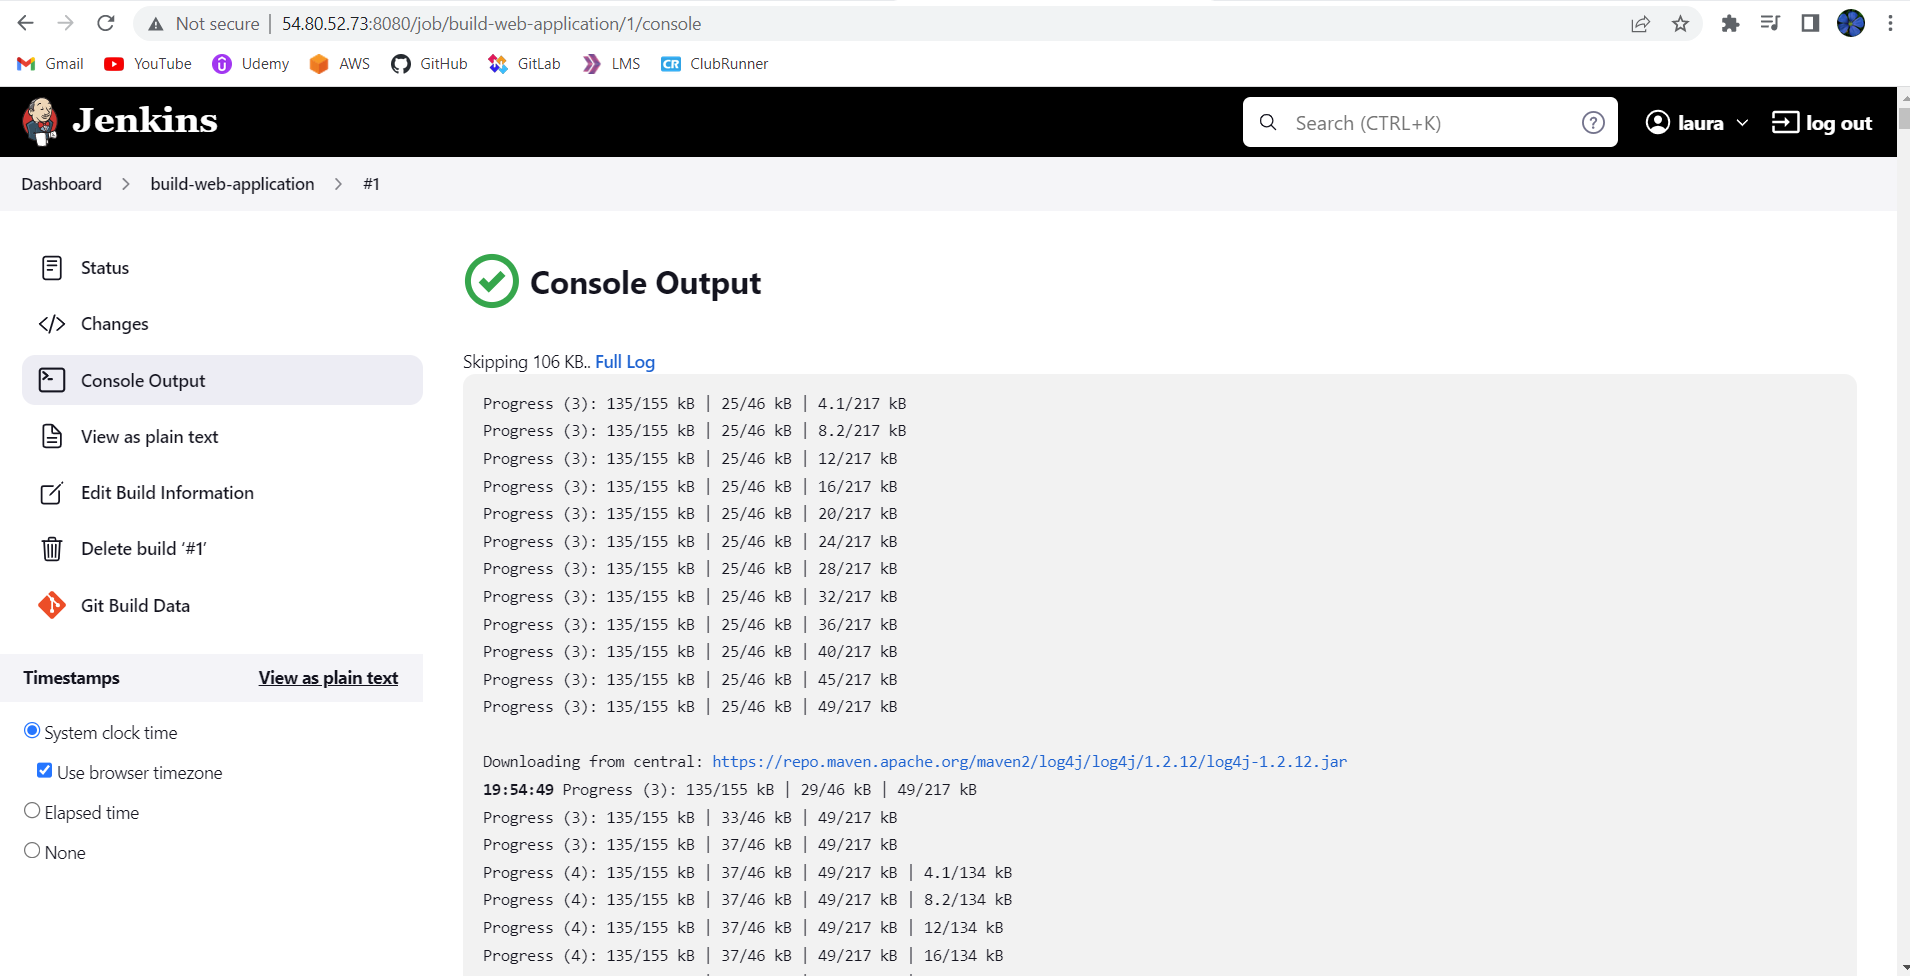 Not secure | 54.80.52.73:8080/job/build-web-application/1/console
Gmail YouTube Udemy AWS GitHub GitLab LMS CR ClubRunner
Jenkins Search (CTRL+K) ? laura log out
Dashboard > build-web-application > #1
Status
Changes
Console Output
View as plain text
Edit Build Information
Delete build ‘#1’
Git Build Data
Timestamps View as plain text
System clock time
Use browser timezone
Elapsed time
None
Console Output
Skipping 106 KB.. Full Log
Progress (3): 135/155 kB | 25/46 kB | 4.1/217 kB
Progress (3): 135/155 kB | 25/46 kB | 8.2/217 kB
Progress (3): 135/155 kB | 25/46 kB | 12/217 kB
Progress (3): 135/155 kB | 25/46 kB | 16/217 kB
Progress (3): 135/155 kB | 25/46 kB | 20/217 kB
Progress (3): 135/155 kB | 25/46 kB | 24/217 kB
Progress (3): 135/155 kB | 25/46 kB | 28/217 kB
Progress (3): 135/155 kB | 25/46 kB | 32/217 kB
Progress (3): 135/155 kB | 25/46 kB | 36/217 kB
Progress (3): 135/155 kB | 25/46 kB | 40/217 kB
Progress (3): 135/155 kB | 25/46 kB | 45/217 kB
Progress (3): 135/155 kB | 25/46 kB | 49/217 kB
Downloading from central: https://repo.maven.apache.org/maven2/log4j/log4j/1.2.12/log4j-1.2.12.jar
19:54:49 Progress (3): 135/155 kB | 29/46 kB | 49/217 kB
Progress (3): 135/155 kB | 33/46 kB | 49/217 kB
Progress (3): 135/155 kB | 37/46 kB | 49/217 kB
Progress (4): 135/155 kB | 37/46 kB | 49/217 kB | 4.1/134 kB
Progress (4): 135/155 kB | 37/46 kB | 49/217 kB | 8.2/134 kB
Progress (4): 135/155 kB | 37/46 kB | 49/217 kB | 12/134 kB
Progress (4): 135/155 kB | 37/46 kB | 49/217 kB | 16/134 kB